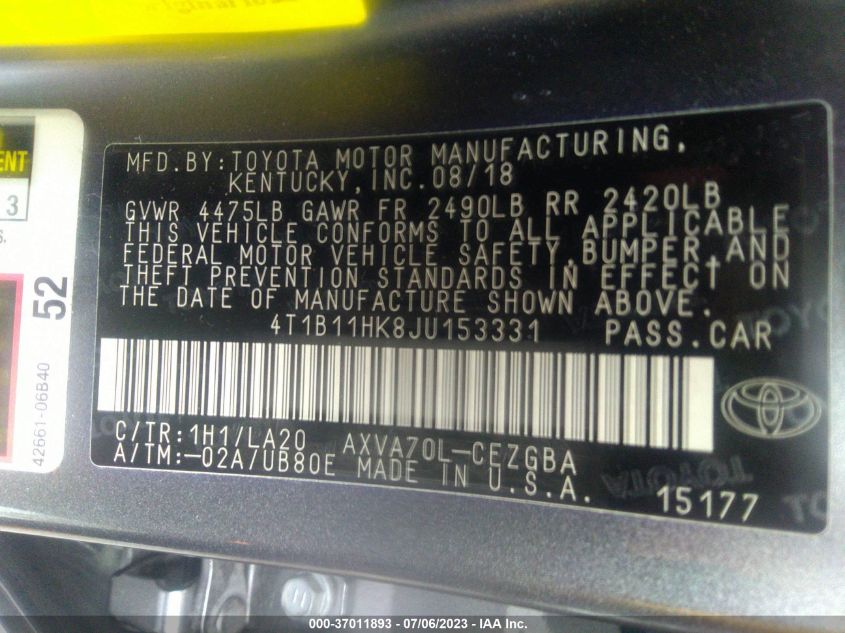 MFD.BY:TOYOTA MOTOR MANUFACTURING,
KENTUCKY,INC.08/18
GVWR 4475LB GAWR FR 2490LB RR 2420LB
THIS VEHICLE CONFORMS TO ALL APPLICABLE
FEDERAL MOTOR VEHICLE SAFETY,BUMPER,AND
THEFT PREVENTION STANDARDS IN EFFECT ON
THE DATE OF MANUFACTURE SHOWN ABOVE.
4T1B11HK8JU153331 PASS.CAR
C/TR:1H1/LA20 AXVA70L-CEZGBA
A/TM:-02A/UB80E MADE IN U.S.A.
15177
TOYOTA
3
52
42661-06B40
000-37011893 - 07/06/2023 - IAA Inc.